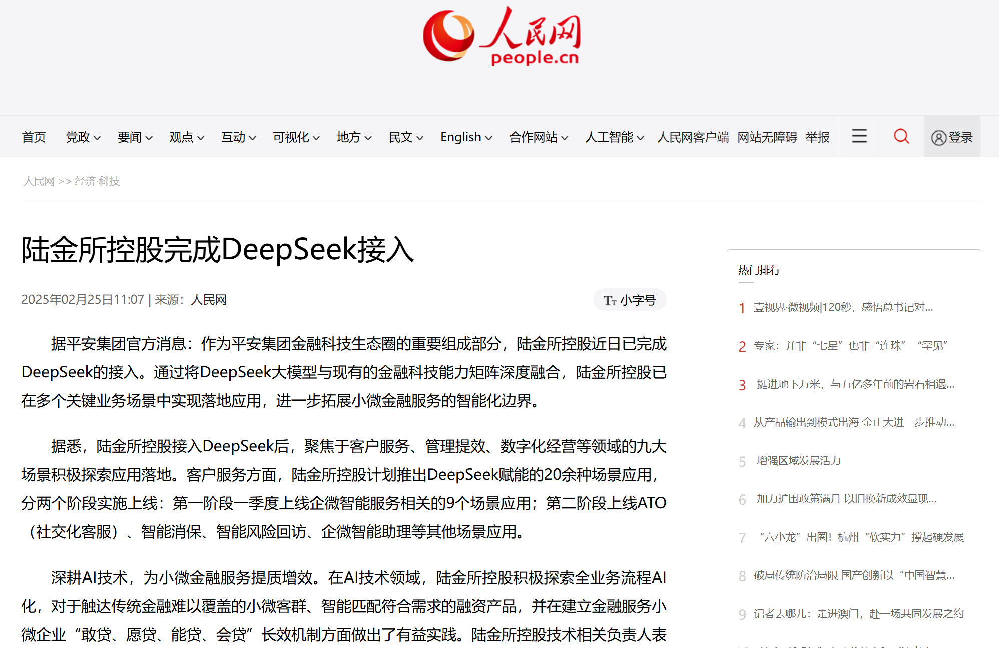 人民网
people.cn
首页 党政 要闻 观点 互动 可视化 地方 民文 English 合作网站 人工智能 人民网客户端 网站无障碍 举报 登录
人民网 >> 经济·科技
陆金所控股完成DeepSeek接入
2025年02月25日11:07 | 来源：人民网
小字号
据平安集团官方消息：作为平安集团金融科技生态圈的重要组成部分，陆金所控股近日已完成
DeepSeek的接入。通过将DeepSeek大模型与现有的金融科技能力矩阵深度融合，陆金所控股已
在多个关键业务场景中实现落地应用，进一步拓展小微金融服务的智能化边界。
据悉，陆金所控股接入DeepSeek后，聚焦于客户服务、管理提效、数字化经营等领域的九大
场景积极探索应用落地。客户服务方面，陆金所控股计划推出DeepSeek赋能的20余种场景应用，
分两个阶段实施上线：第一阶段一季度上线企微智能服务相关的9个场景应用；第二阶段上线ATO
（社交化客服）、智能消保、智能风险回访、企微智能助理等其他场景应用。
深耕AI技术，为小微金融服务提质增效。在AI技术领域，陆金所控股积极探索全业务流程AI
化，对于触达传统金融难以覆盖的小微客群、智能匹配符合需求的融资产品，并在建立金融服务小
微企业“敢贷、愿贷、能贷、会贷”长效机制方面做出了有益实践。陆金所控股技术相关负责人表
热门排行
1 壹视界·微视频|120秒，感悟总书记对...
2 专家：并非“七星”也非“连珠” “罕见”
3 挺进地下万米，与五亿多年前的岩石相遇...
4 从产品输出到模式出海 金正大进一步推动...
5 增强区域发展活力
6 加力扩围政策满月 以旧换新成效显现...
7 “六小龙”出圈！杭州“软实力”撑起硬发展
8 破局传统防治局限 国产创新以“中国智慧...
9 记者去哪儿：走进澳门，赴一场共同发展之约